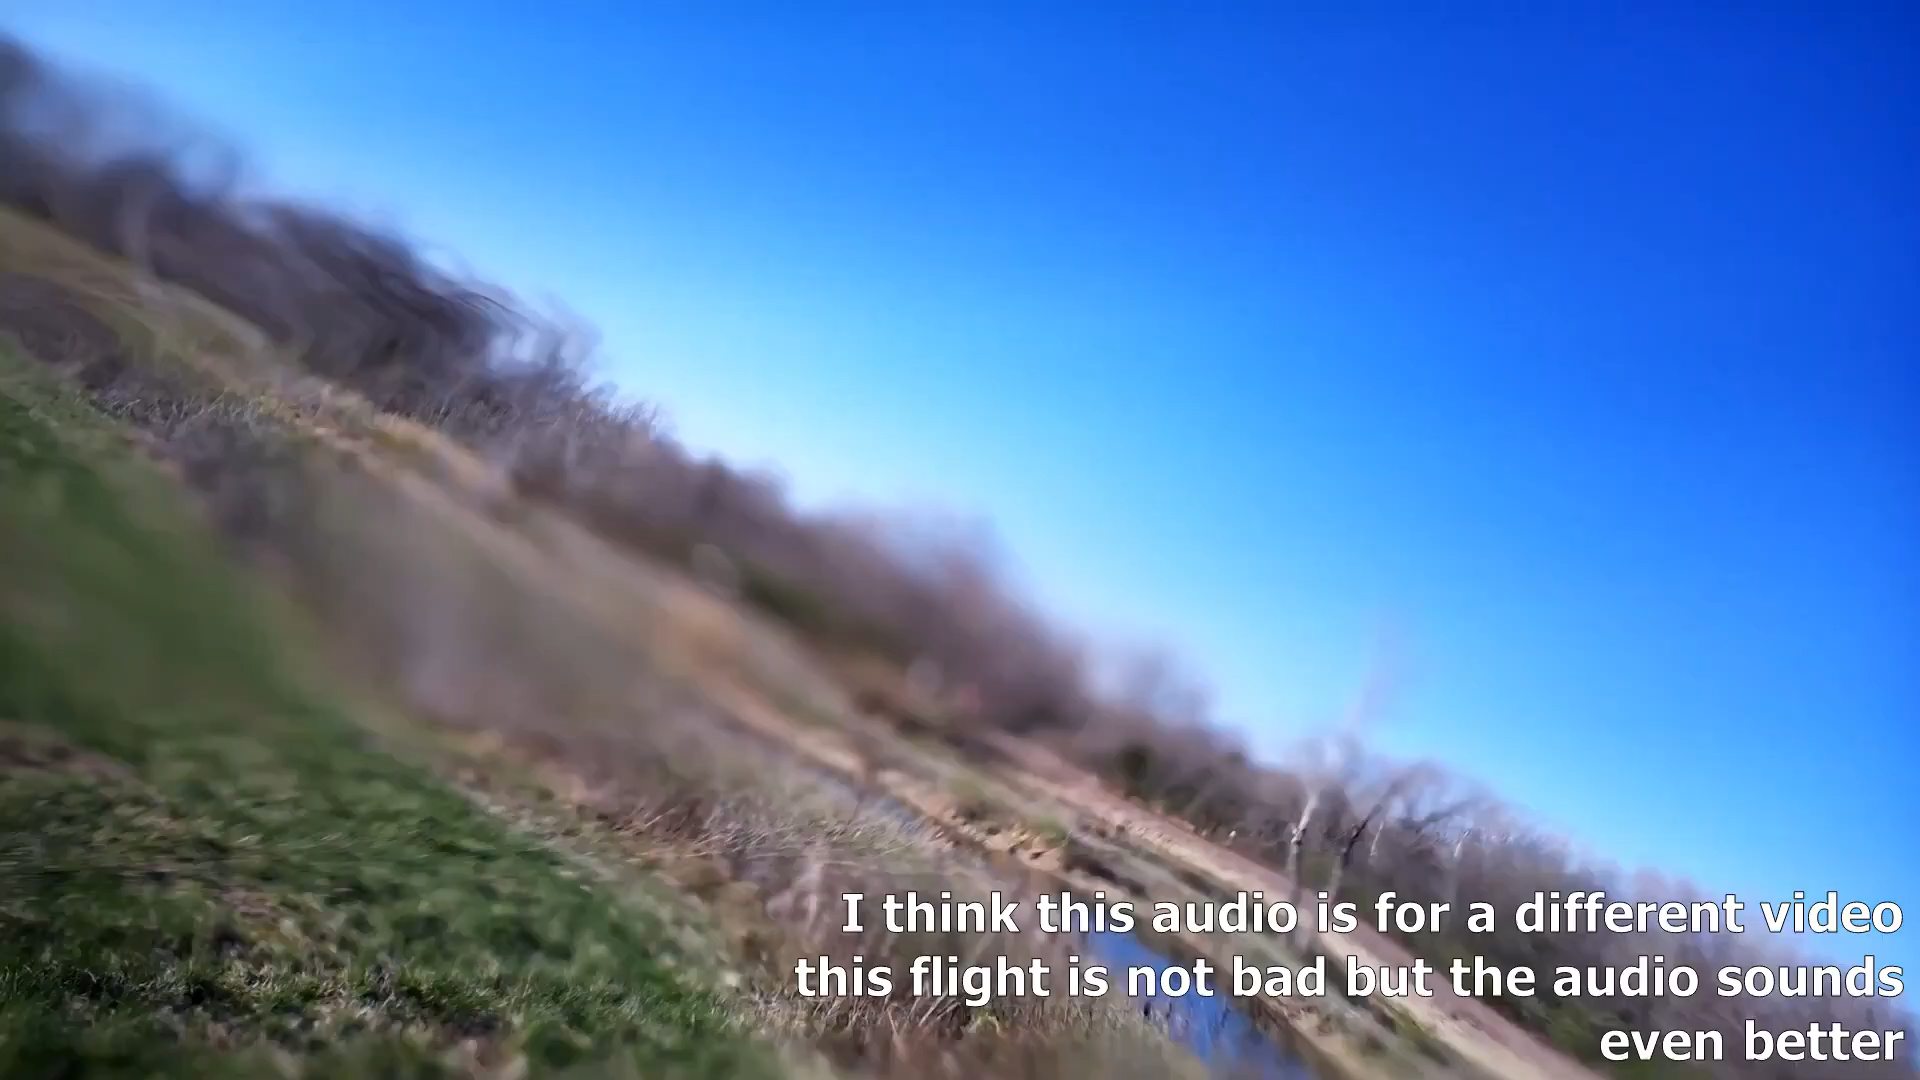 I think this audio is for a different video
this flight is not bad but the audio sounds
even better